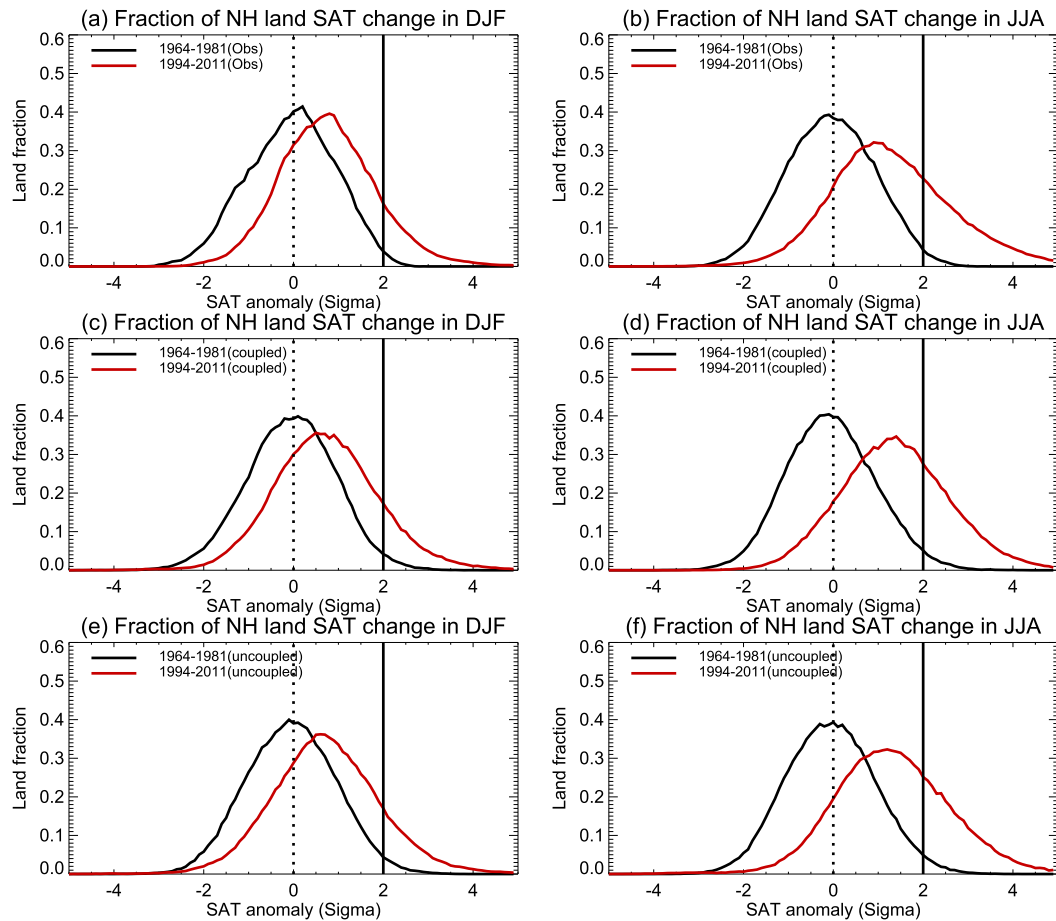 (a) Fraction of NH land SAT change in DJF
0.6
0.5
0.4
0.3
0.2
0.1
0.0
Land fraction
1964-1981(Obs)
1994-2011(Obs)
-4 -2 0 2 4
SAT anomaly (Sigma)
(b) Fraction of NH land SAT change in JJA
0.6
0.5
0.4
0.3
0.2
0.1
0.0
Land fraction
1964-1981(Obs)
1994-2011(Obs)
-4 -2 0 2 4
SAT anomaly (Sigma)
(c) Fraction of NH land SAT change in DJF
0.6
0.5
0.4
0.3
0.2
0.1
0.0
Land fraction
1964-1981(coupled)
1994-2011(coupled)
-4 -2 0 2 4
SAT anomaly (Sigma)
(d) Fraction of NH land SAT change in JJA
0.6
0.5
0.4
0.3
0.2
0.1
0.0
Land fraction
1964-1981(coupled)
1994-2011(coupled)
-4 -2 0 2 4
SAT anomaly (Sigma)
(e) Fraction of NH land SAT change in DJF
0.6
0.5
0.4
0.3
0.2
0.1
0.0
Land fraction
1964-1981(uncoupled)
1994-2011(uncoupled)
-4 -2 0 2 4
SAT anomaly (Sigma)
(f) Fraction of NH land SAT change in JJA
0.6
0.5
0.4
0.3
0.2
0.1
0.0
Land fraction
1964-1981(uncoupled)
1994-2011(uncoupled)
-4 -2 0 2 4
SAT anomaly (Sigma)